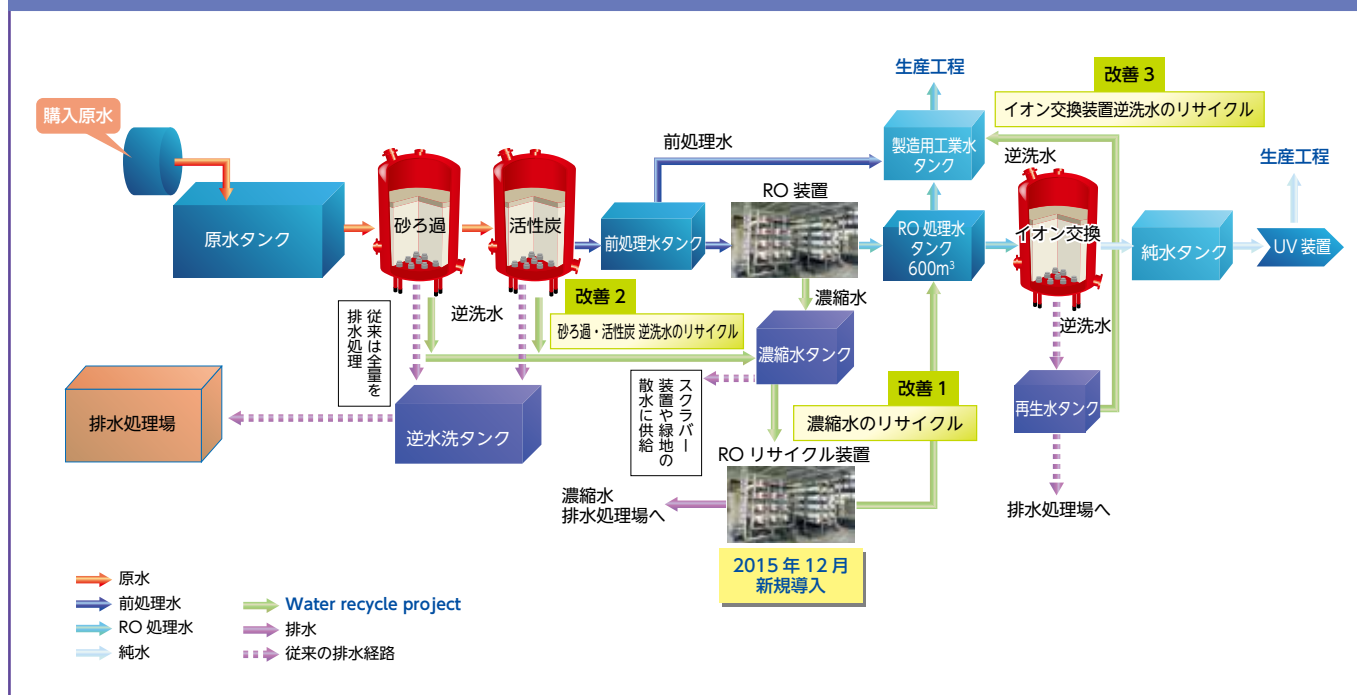 購入原水
原水タンク
砂ろ過
活性炭
前処理水
前処理水タンク
RO 装置
生産工程
製造用工業水
タンク
RO 処理水
タンク
600m³
改善 3
イオン交換装置逆洗水のリサイクル
逆洗水
イオン交換
純水タンク
生産工程
UV 装置
従来は全量を
排水処理
逆洗水
改善 2
砂ろ過・活性炭 逆洗水のリサイクル
濃縮水
濃縮水タンク
スクラバー
装置や緑地の
散水に供給
改善 1
濃縮水のリサイクル
逆洗水
再生水タンク
排水処理場へ
排水処理場
逆水洗タンク
RO リサイクル装置
濃縮水
排水処理場へ
2015 年 12 月
新規導入
原水
前処理水
RO 処理水
純水
Water recycle project
排水
従来の排水経路